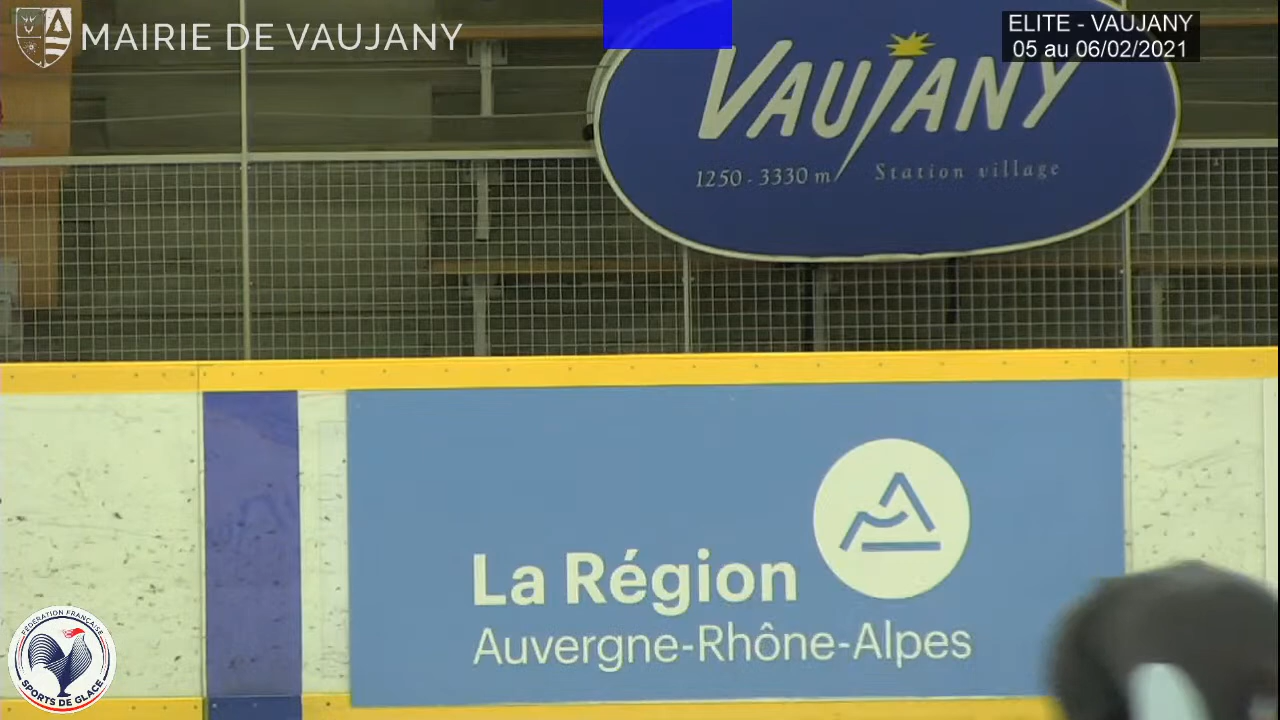 MAIRIE DE VAUJANY
ELITE - VAUJANY
05 au 06/02/2021
VAUJANY
1250 - 3330 m Station village
La Région
Auvergne-Rhône-Alpes
FÉDÉRATION FRANÇAISE
SPORTS DE GLACE